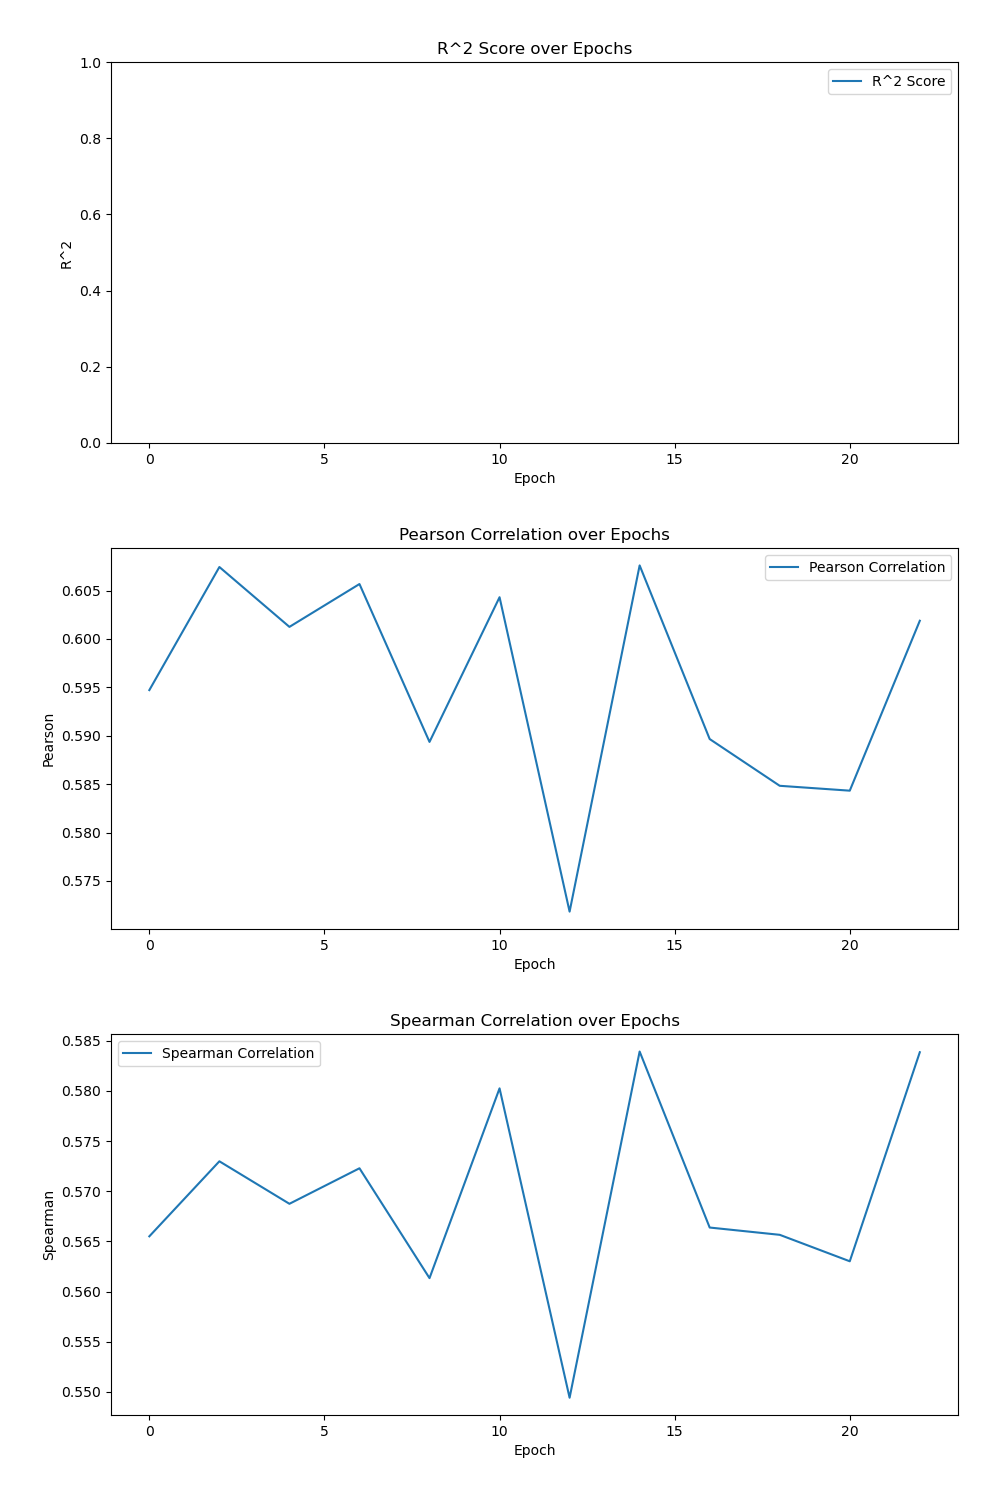 R^2 Score over Epochs
1.0
R^2 Score
0.8
0.6
R^2
0.4
0.2
0.0
0 5 10 15 20
Epoch
Pearson Correlation over Epochs
Pearson Correlation
0.605
0.600
0.595
0.590
Pearson
0.585
0.580
0.575
0 5 10 15 20
Epoch
Spearman Correlation over Epochs
0.585
Spearman Correlation
0.580
0.575
0.570
Spearman
0.565
0.560
0.555
0.550
0 5 10 15 20
Epoch